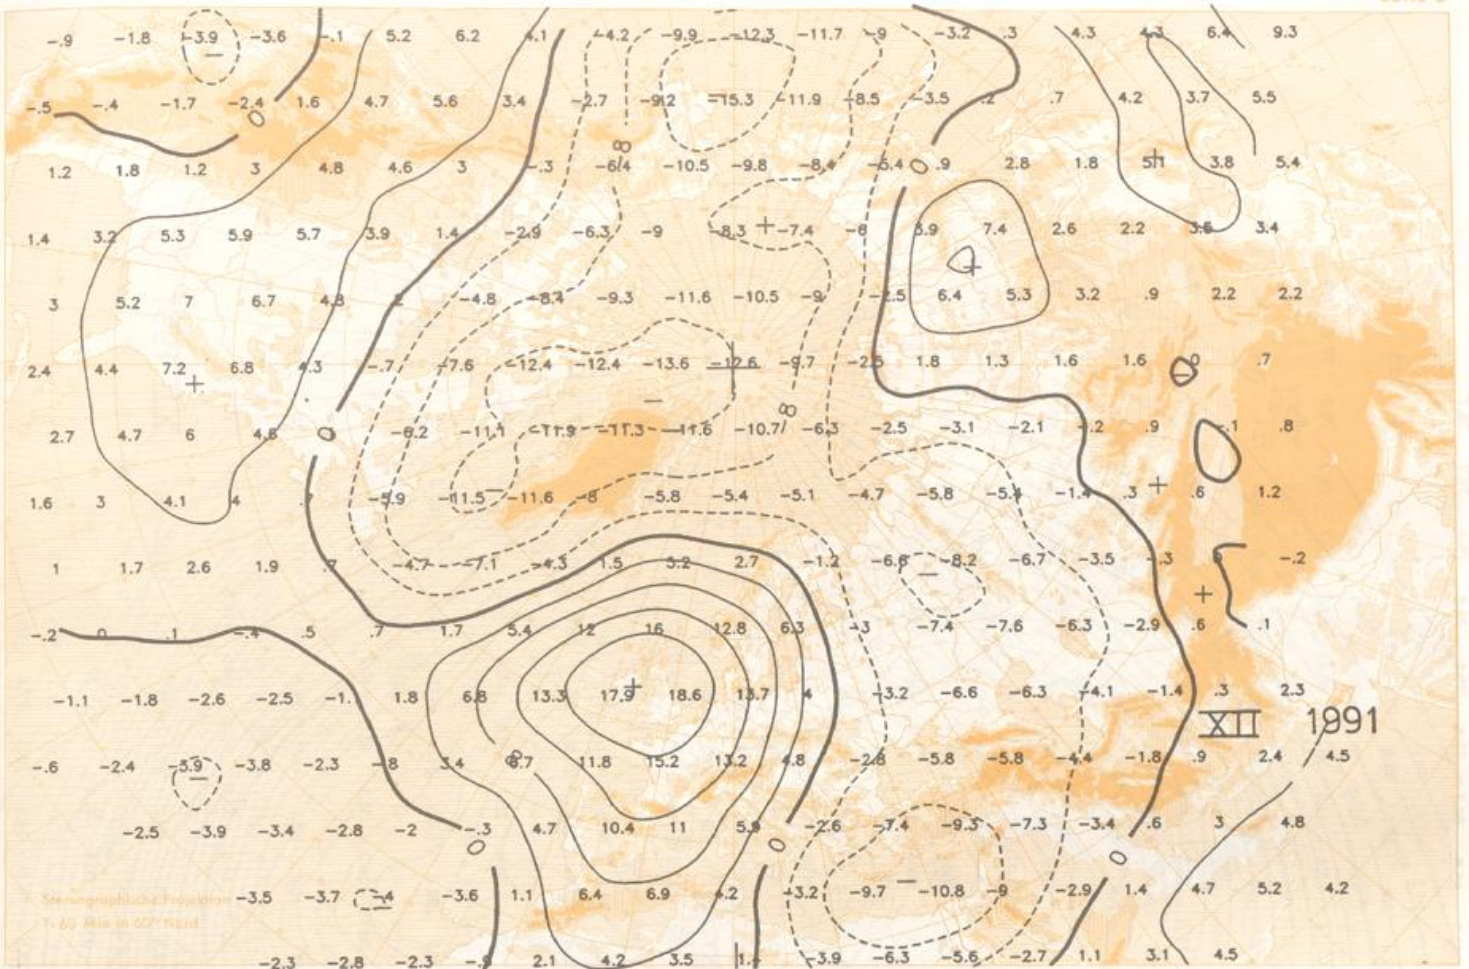 -.9 -1.8 -3.9 -3.6 -.1 5.2 6.2 4.1 -4.2 -9.9 -12.3 -11.7 -9 -3.2 .3 4.3 4.3 6.4 9.3
-.5 -.4 -1.7 -2.4 1.6 4.7 5.6 3.4 -2.7 -9.2 -15.3 -11.9 -8.5 -3.5 .2 .7 4.2 3.7 5.5
0
1.2 1.8 1.2 3 4.8 4.6 3 -.3 -6.4 -10.5 -9.8 -8.4 -5.4 0 .9 2.8 1.8 5.1 3.8 5.4
8
1.4 3.2 5.3 5.9 5.7 3.9 1.4 -2.9 -6.3 -9 -8.3 -7.4 -6 3.9 7.4 2.6 2.2 3.6 3.4
3 5.2 7 6.7 4.8 2 -4.8 -8.4 -9.3 -11.6 -10.5 -9 -2.5 6.4 5.3 3.2 .9 2.2 2.2
2.4 4.4 7.2 6.8 4.3 -.7 -7.6 -12.4 -12.4 -13.6 -12.6 -9.7 -2.5 1.8 1.3 1.6 1.6 0 .7
8
2.7 4.7 6 4.6 0 -6.2 -11.1 -11.9 -11.3 -11.6 -10.7 -6.3 -2.5 -3.1 -2.1 -.2 .9 -.1 .8
1.6 3 4.1 4 -5.9 -11.5 -11.6 -8 -5.8 -5.4 -5.1 -4.7 -5.8 -5.4 -1.4 .3 .6 1.2
1 1.7 2.6 1.9 .7 -4.7 -7.1 -4.3 1.5 5.2 2.7 -1.2 -6.6 -8.2 -6.7 -3.5 -.3 -.2
-.2 0 .1 -.4 .5 .7 1.7 5.4 12 16 12.8 6.3 -3 -7.4 -7.6 -6.3 -2.9 .6 .1
-1.1 -1.8 -2.6 -2.5 -1. 1.8 6.8 13.3 17.9 18.6 13.7 4 -3.2 -6.6 -6.3 -4.1 -1.4 .3 2.3
XII 1991
-.6 -2.4 -5.9 -3.8 -2.3 -8 3.4 8 8.7 11.8 15.2 13.2 4.8 -2.8 -5.8 -5.8 -4.4 -1.8 .9 2.4 4.5
-2.5 -3.9 -3.4 -2.8 -2 -.3 4.7 10.4 11 5.9 -2.6 -7.4 -9.3 -7.3 -3.4 .6 3 4.8
0 0 0
Stereographische Projektion -3.5 -3.7 -4 -3.6 1.1 6.4 6.9 4.2 -3.2 -9.7 -10.8 -9 -2.9 1.4 4.7 5.2 4.2
-2.3 -2.8 -2.3 2.1 4.2 3.5 -3.9 -6.3 -5.6 -2.7 1.1 3.1 4.5